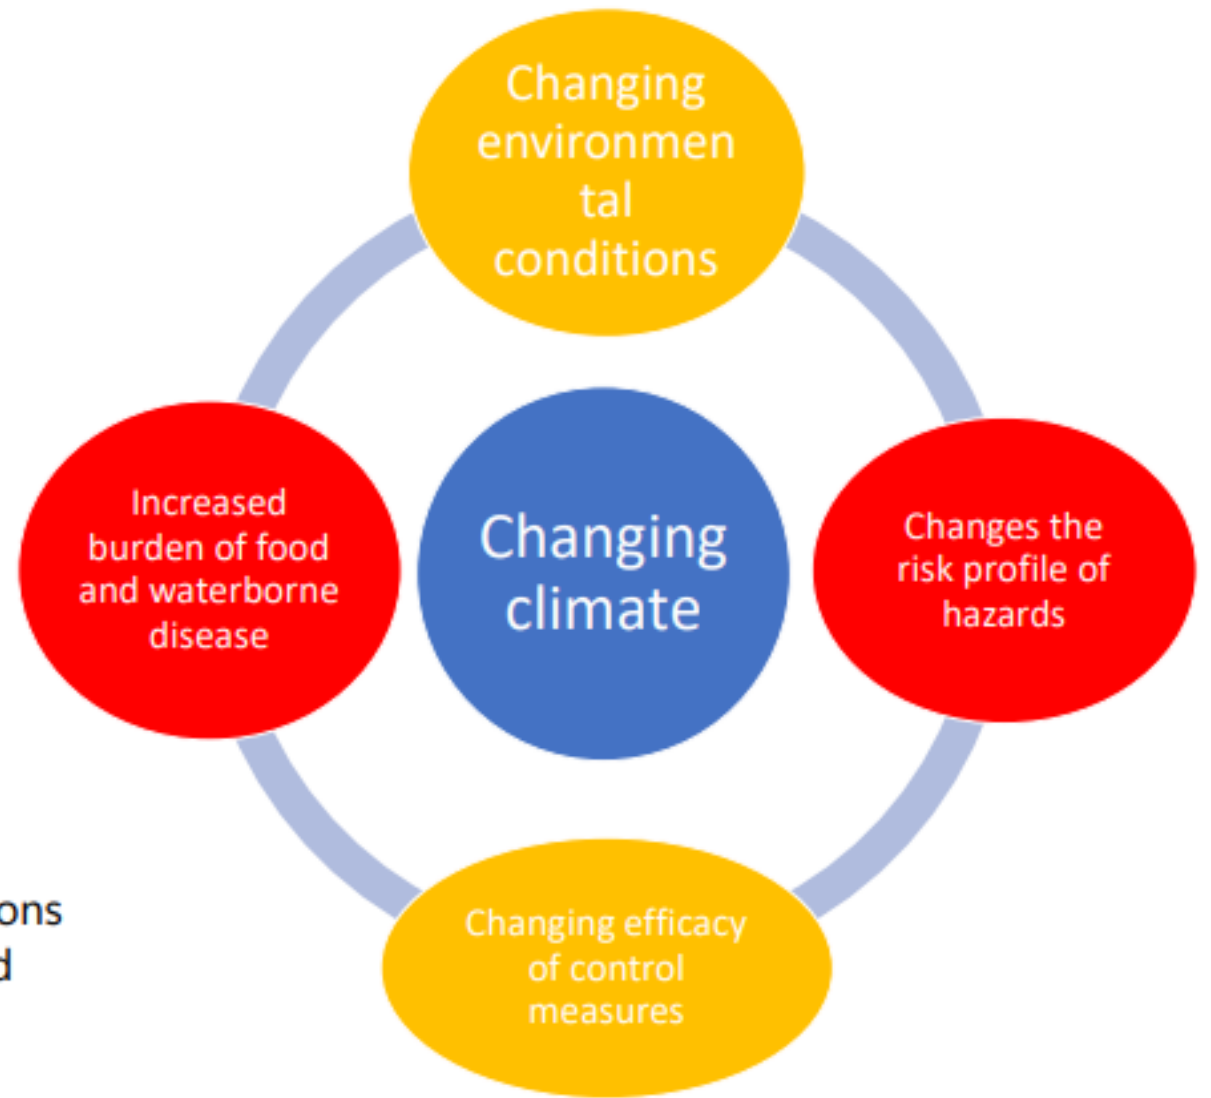 Changing
environmen
tal
conditions
Increased
burden of food
and waterborne
disease
Changing
climate
Changes the
risk profile of
hazards
Changing efficacy
of control
measures